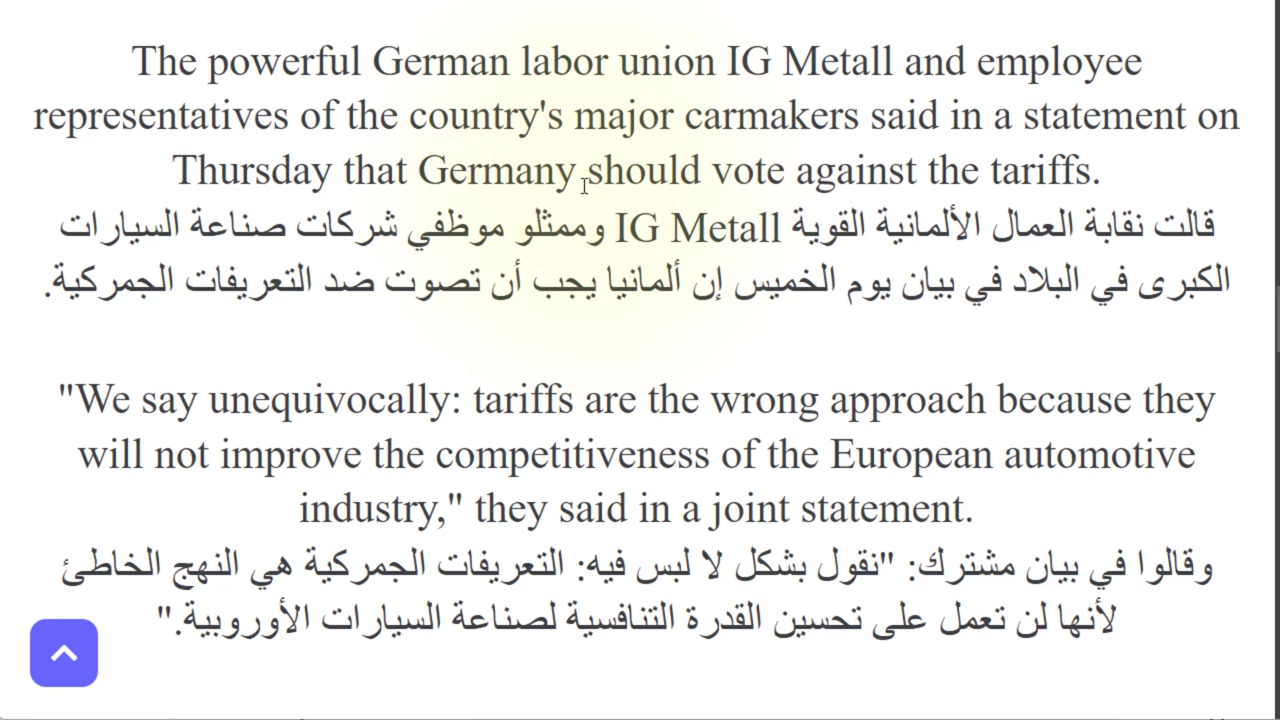 The powerful German labor union IG Metall and employee
representatives of the country's major carmakers said in a statement on
Thursday that Germany should vote against the tariffs.
قالت نقابة العمال الألمانية القوية IG Metall وممثلو موظفي شركات صناعة السيارات
الكبرى في البلاد في بيان يوم الخميس إن ألمانيا يجب أن تصوت ضد التعريفات الجمركية.
"We say unequivocally: tariffs are the wrong approach because they
will not improve the competitiveness of the European automotive
industry," they said in a joint statement.
وقالوا في بيان مشترك: "نقول بشكل لا لبس فيه: التعريفات الجمركية هي النهج الخاطئ
لأنها لن تعمل على تحسين القدرة التنافسية لصناعة السيارات الأوروبية."